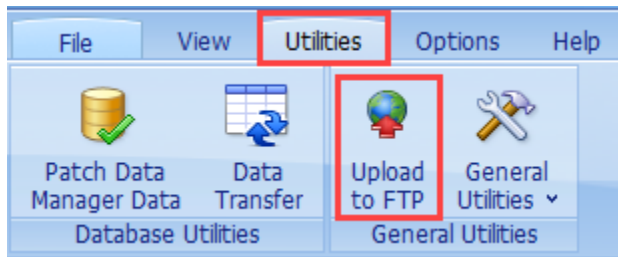 File View Utilities Options Help
Patch Data Manager Data
Data Transfer
Upload to FTP
General Utilities
Database Utilities
General Utilities